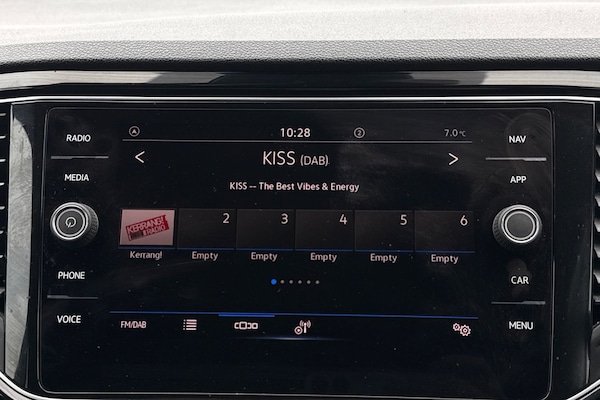 RADIO
MEDIA
PHONE
VOICE
A 10:28 2 7.0 °C
< KISS (DAB) >
KISS -- The Best Vibes & Energy
KERRANG! RADIO 2 3 4 5 6
Kerrang! Empty Empty Empty Empty Empty
FM/DAB
NAV
APP
CAR
MENU